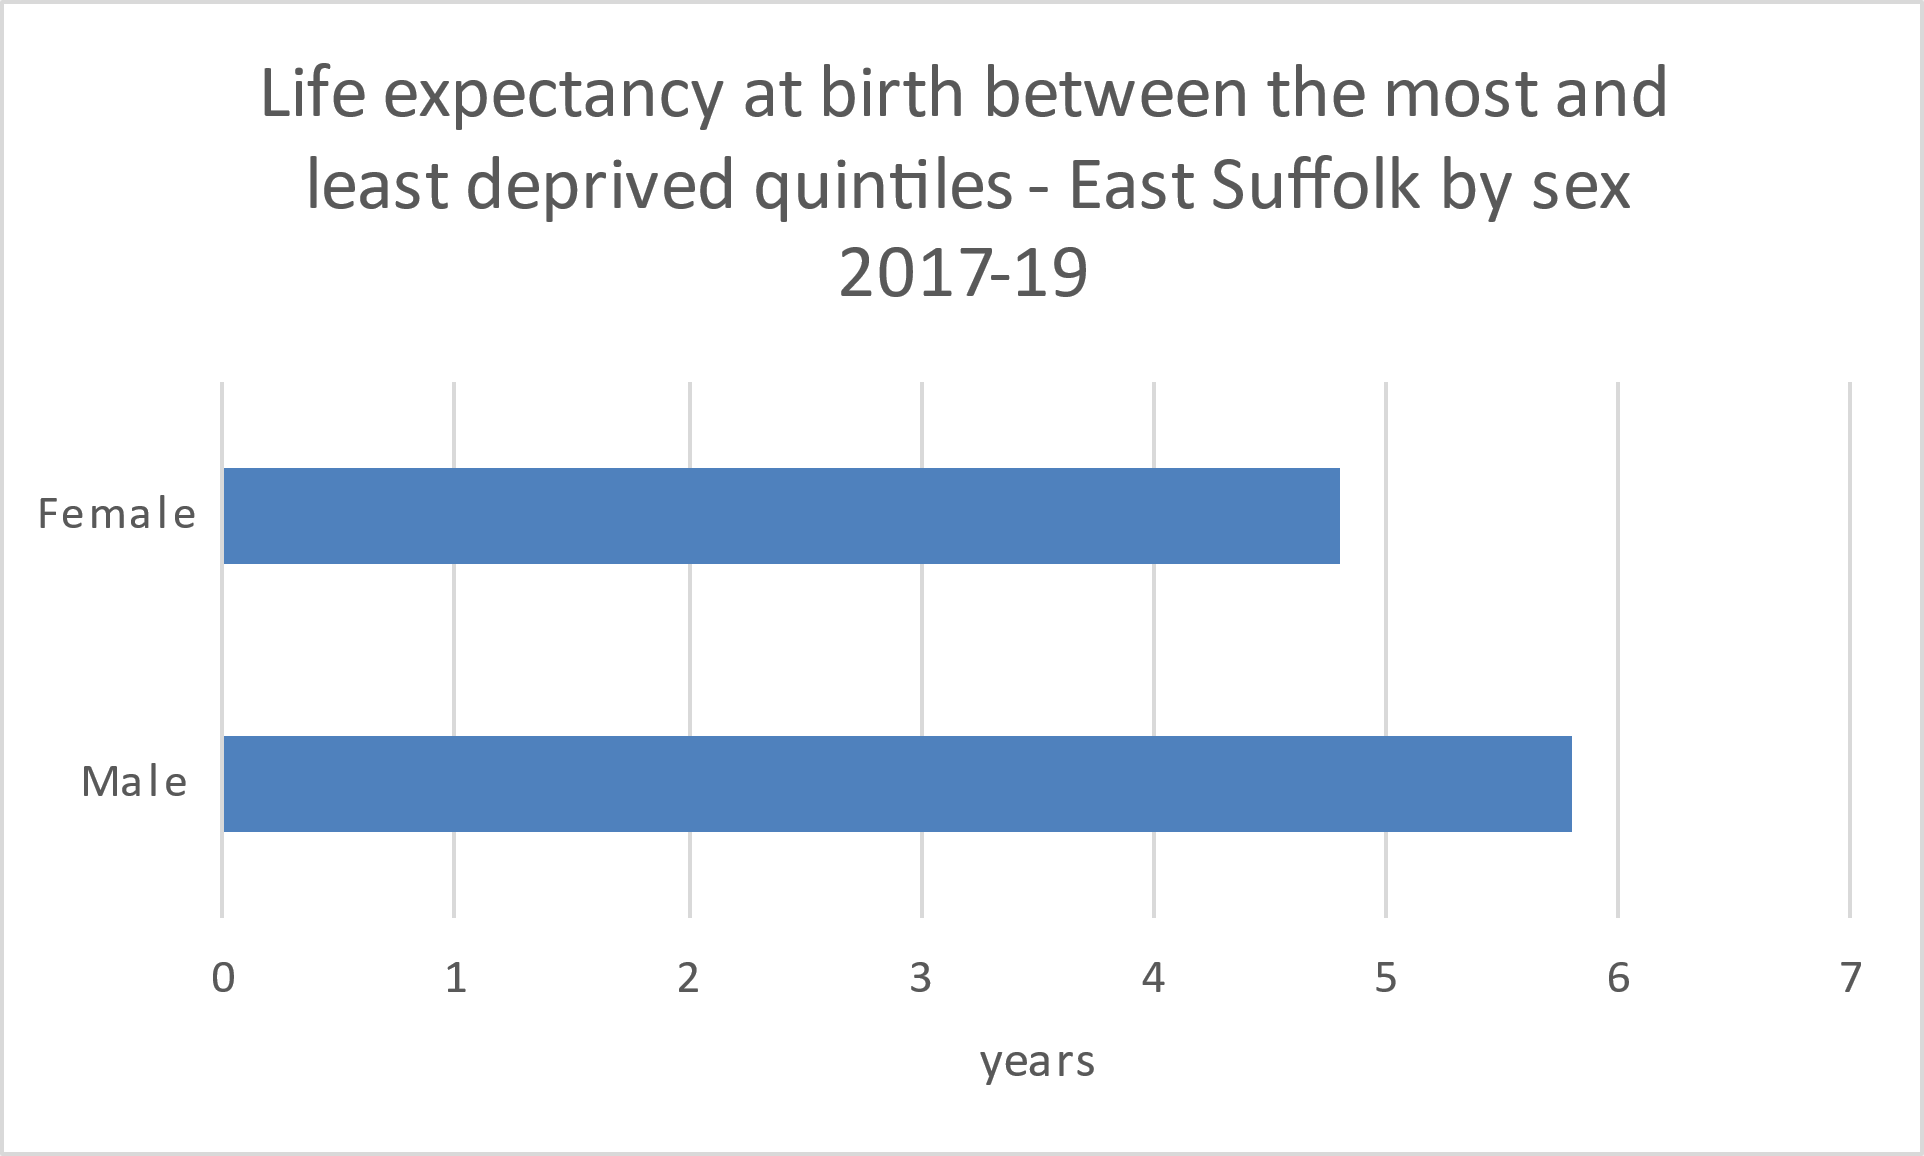 Life expectancy at birth between the most and
least deprived quintiles - East Suffolk by sex
2017-19
Female
Male
0 1 2 3 4 5 6 7
years